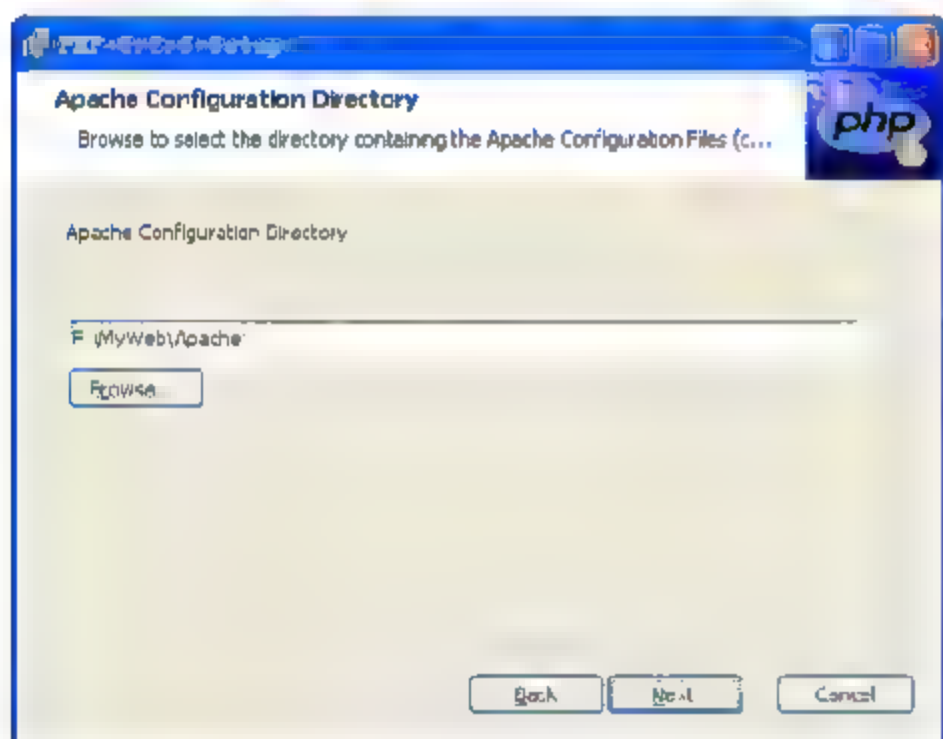 Setup
Apache Configuration Directory
php
Browse to select the directory containing the Apache Configuration Files (c...
Apache Configuration Directory
F:\MyWeb\Apache\
Browse...
Back
Next
Cancel